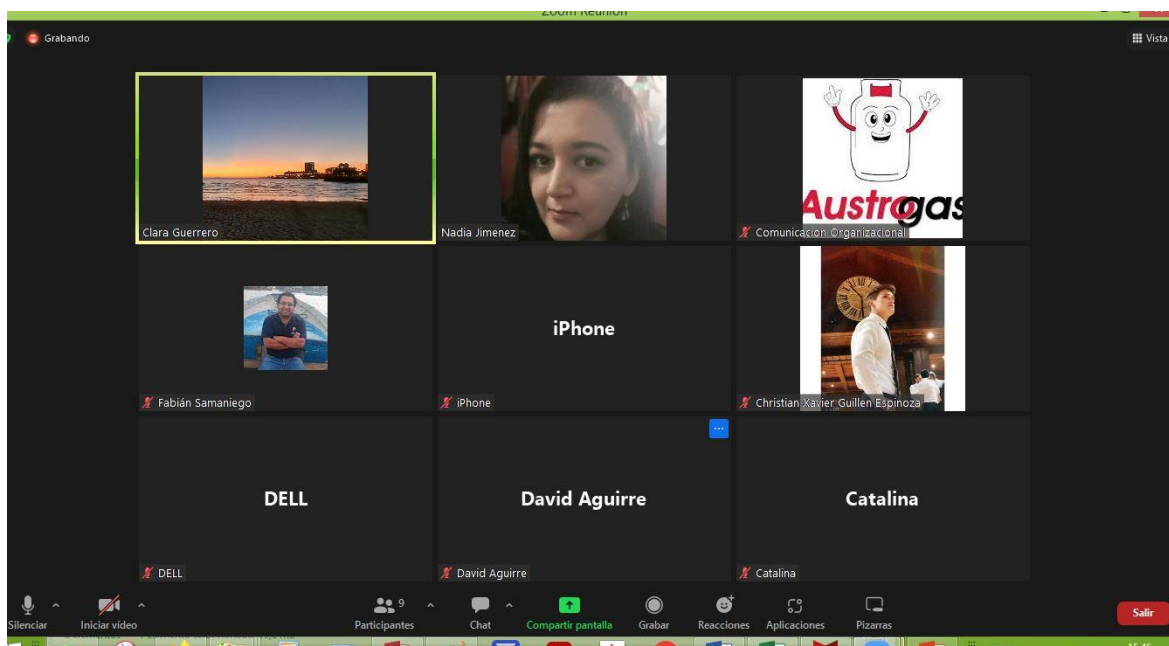 Zoom Reunión
Grabando
Vista
Clara Guerrero
Nadia Jimenez
Austrogas
Comunicacion Organizacional
Fabián Samaniego
iPhone
iPhone
Christian Xavier Guillen Espinoza
DELL
DELL
David Aguirre
David Aguirre
Catalina
Catalina
Silenciar
Iniciar video
9
Participantes
Chat
Compartir pantalla
Grabar
Reacciones
Aplicaciones
Pizarras
Salir